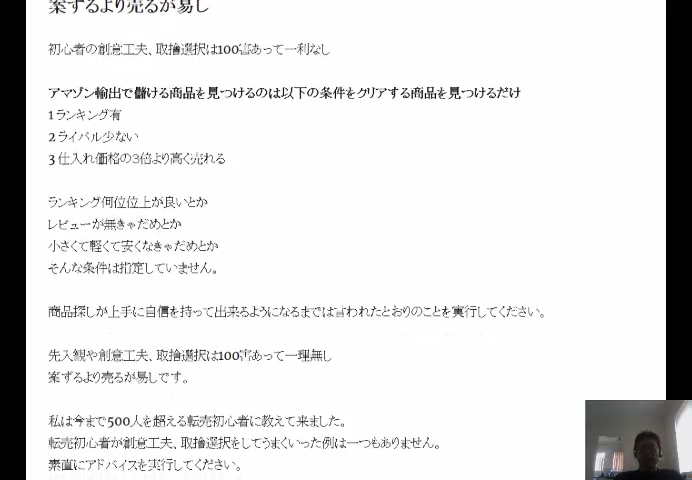 案ずるより売るが易し
初心者の創意工夫、取捨選択は100害あって一利なし
アマゾン輸出で儲ける商品を見つけるのは以下の条件をクリアする商品を見つけるだけ
1 ランキング有
2 ライバル少ない
3 仕入れ価格の3倍より高く売れる
ランキング何位位上が良いとか
レビューが無きゃだめとか
小さくて軽くて安くなきゃだめとか
そんな条件は指定していません。
商品探しが上手に自信を持って出来るようになるまでは言われたとおりのことを実行してください。
先入観や創意工夫、取捨選択は100害あって一理無し
案ずるより売るが易しです。
私は今まで500人を超える転売初心者に教えて来ました。
転売初心者が創意工夫、取捨選択をしてうまくいった例は一つもありません。
素直にアドバイスを実行してください。